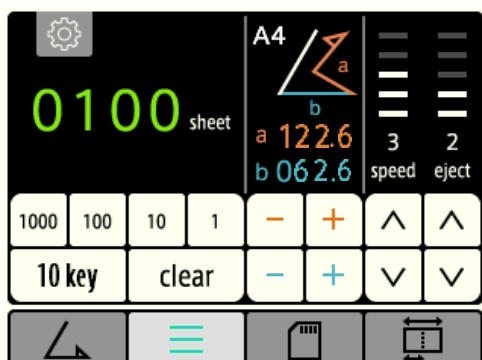 A4
a
b
0100 sheet
a 122.6
b 062.6
3 2
speed eject
1000 100 10 1 - +
10 key clear - +